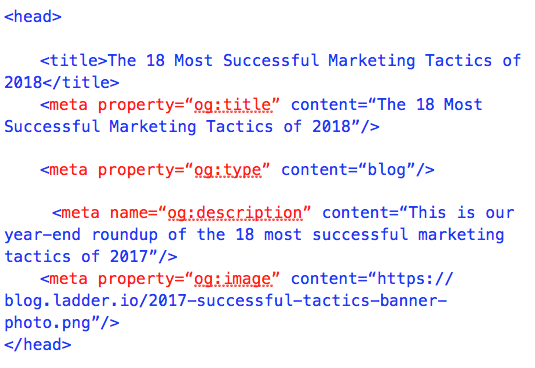 <head>
<title>The 18 Most Successful Marketing Tactics of
2018</title>
<meta property=“og:title” content=“The 18 Most
Successful Marketing Tactics of 2018”/>
<meta property=“og:type” content=“blog”/>
<meta name=“og:description” content=“This is our
year-end roundup of the 18 most successful marketing
tactics of 2017”/>
<meta property=“og:image” content=“https://
blog.ladder.io/2017-successful-tactics-banner-
photo.png”/>
</head>